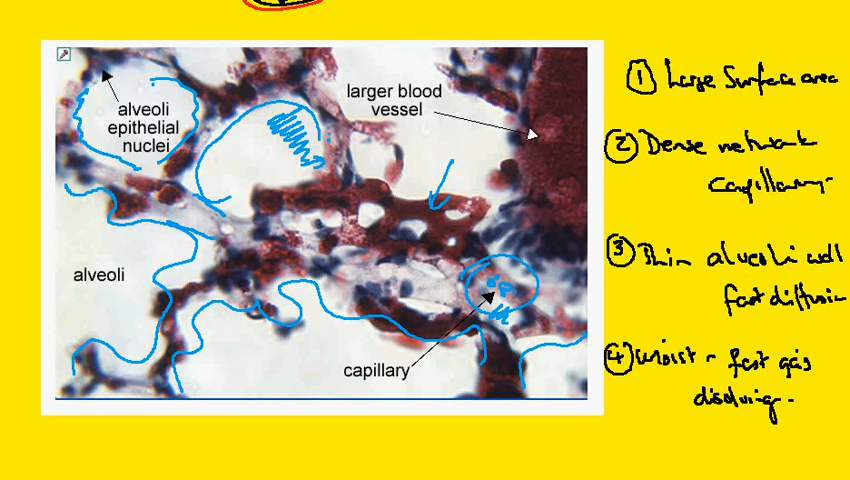 alveoli
epithelial
nuclei
larger blood
vessel
alveoli
capillary
① Large Surface area
② Dense network
Capillary
③ Thin alveoli wall
fast diffusion
④ Moist - fast gas
disolving.